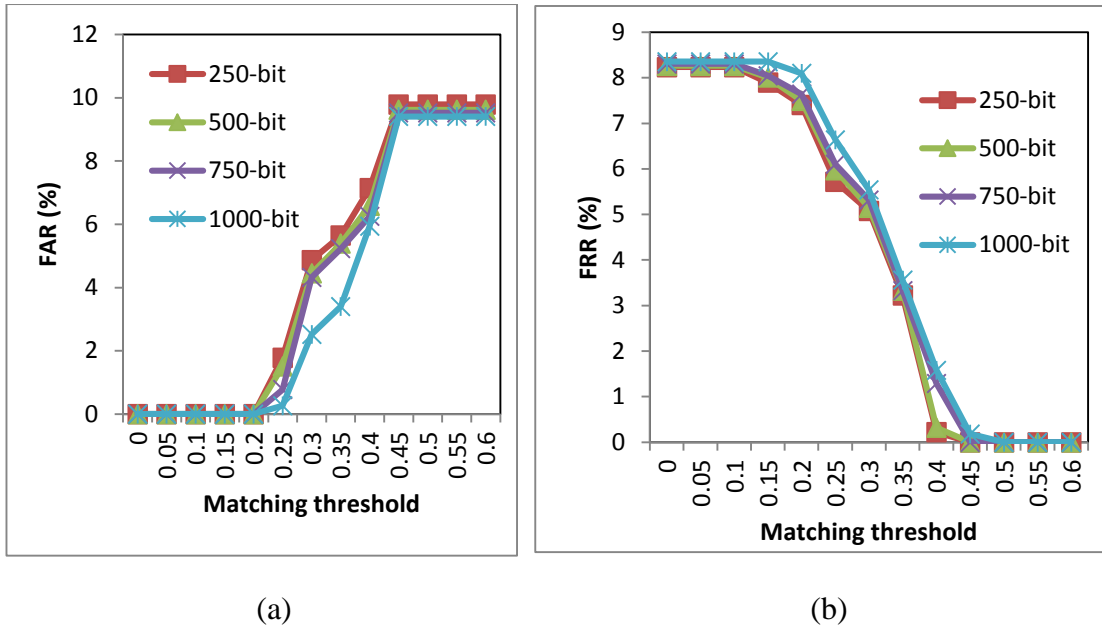 12
10
8
6
4
2
0
FAR (%)
250-bit
500-bit
750-bit
1000-bit
0 0.05 0.1 0.15 0.2 0.25 0.3 0.35 0.4 0.45 0.5 0.55 0.6
Matching threshold
(a)
9
8
7
6
5
4
3
2
1
0
FRR (%)
250-bit
500-bit
750-bit
1000-bit
0 0.05 0.1 0.15 0.2 0.25 0.3 0.35 0.4 0.45 0.5 0.55 0.6
Matching threshold
(b)